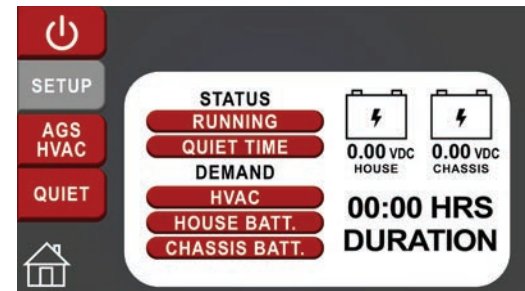 SETUP
AGS
HVAC
QUIET
STATUS
RUNNING
QUIET TIME
DEMAND
HVAC
HOUSE BATT.
CHASSIS BATT.
0.00 VDC
HOUSE
0.00 VDC
CHASSIS
00:00 HRS
DURATION